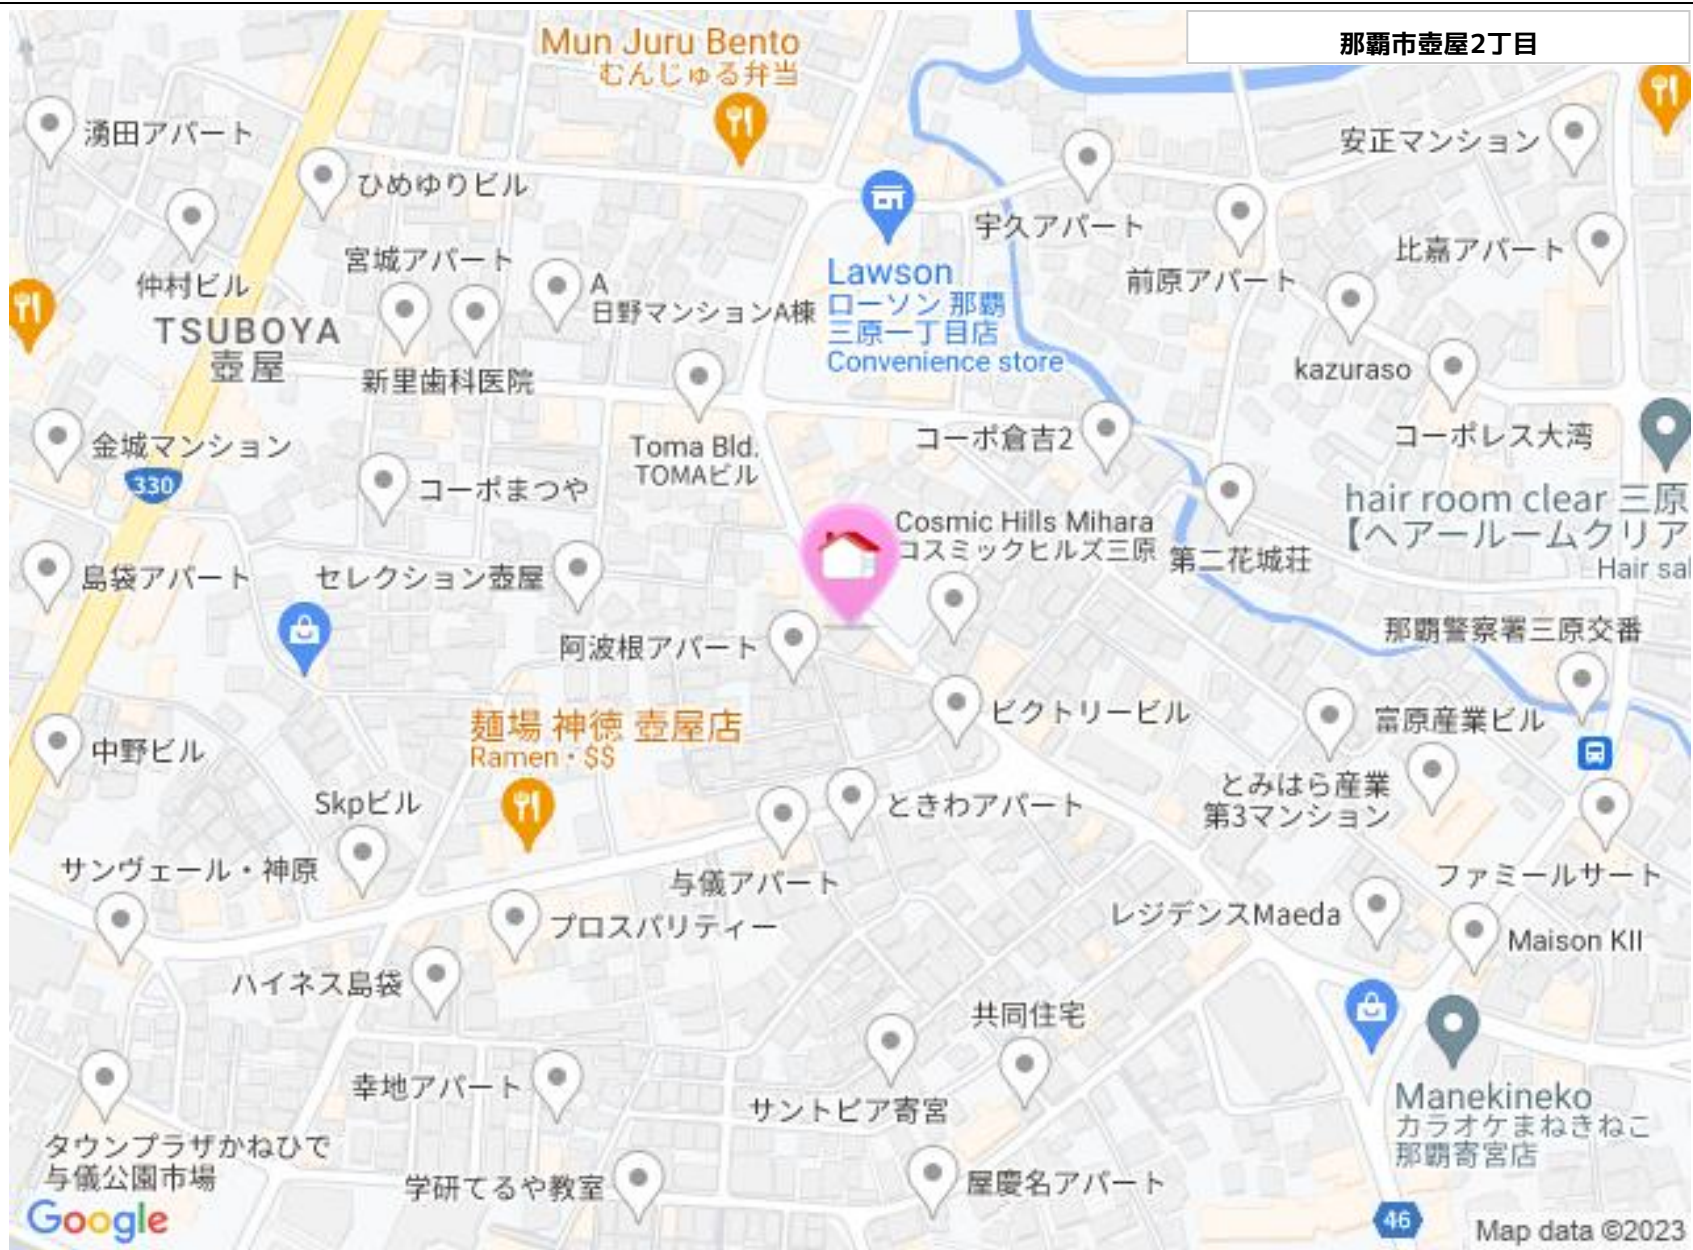 那覇市壺屋2丁目
Mun Juru Bento
むんじゅる弁当
湧田アパート
ひめゆりビル
安正マンション
宇久アパート
宮城アパート
仲村ビル
A
日野マンションA棟
Lawson
ローソン 那覇
三原一丁目店
Convenience store
前原アパート
比嘉アパート
TSUBOYA
壺屋
新里歯科医院
kazuraso
金城マンション
330
コーポまつや
Toma Bld.
TOMAビル
コーポ倉吉2
コーポレス大湾
hair room clear 三原
【ヘアールームクリア
Hair sal
Cosmic Hills Mihara
コスミックヒルズ三原
第二花城荘
島袋アパート
セレクション壺屋
阿波根アパート
那覇警察署三原交番
麺場 神徳 壺屋店
Ramen・$$
ビクトリービル
富原産業ビル
中野ビル
Skpビル
ときわアパート
とみはら産業
第3マンション
サンヴェール・神原
与儀アパート
ファミールサート
プロスパリティー
レジデンスMaeda
Maison KII
ハイネス島袋
共同住宅
幸地アパート
サントピア寄宮
Manekineko
カラオケまねきねこ
那覇寄宮店
タウンプラザかねひで
与儀公園市場
学研てるや教室
屋慶名アパート
46
Google
Map data ©2023